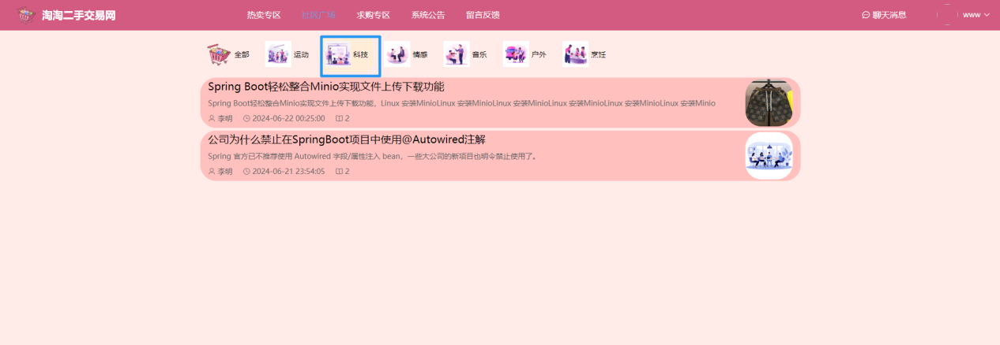 淘淘二手交易网 热卖专区 社区广场 求购专区 系统公告 留言反馈 聊天消息 www
全部 运动 科技 情感 音乐 户外 烹饪
Spring Boot轻松整合Minio实现文件上传下载功能
Spring Boot轻松整合Minio实现文件上传下载功能，Linux 安装MinioLinux 安装MinioLinux 安装MinioLinux 安装MinioLinux 安装MinioLinux 安装Minio
李明 2024-06-22 00:25:00 2
公司为什么禁止在SpringBoot项目中使用@Autowired注解
Spring 官方已不推荐使用 Autowired 字段/属性注入 bean，一些大公司的新项目也明令禁止使用了。
李明 2024-06-21 23:54:05 2